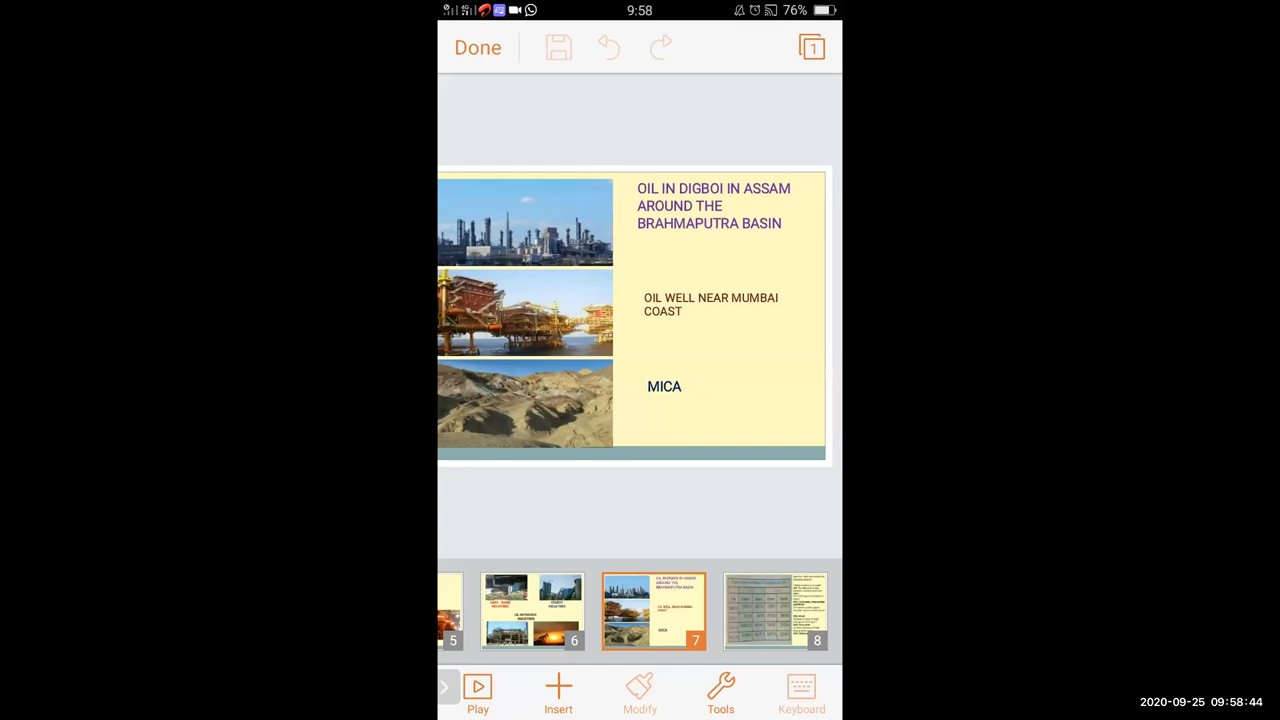 9:58
76%
Done
1
OIL IN DIGBOI IN ASSAM
AROUND THE
BRAHMAPUTRA BASIN
OIL WELL NEAR MUMBAI
COAST
MICA
5
6
7
8
Play
Insert
Modify
Tools
Keyboard
2020-09-25 09:58:44